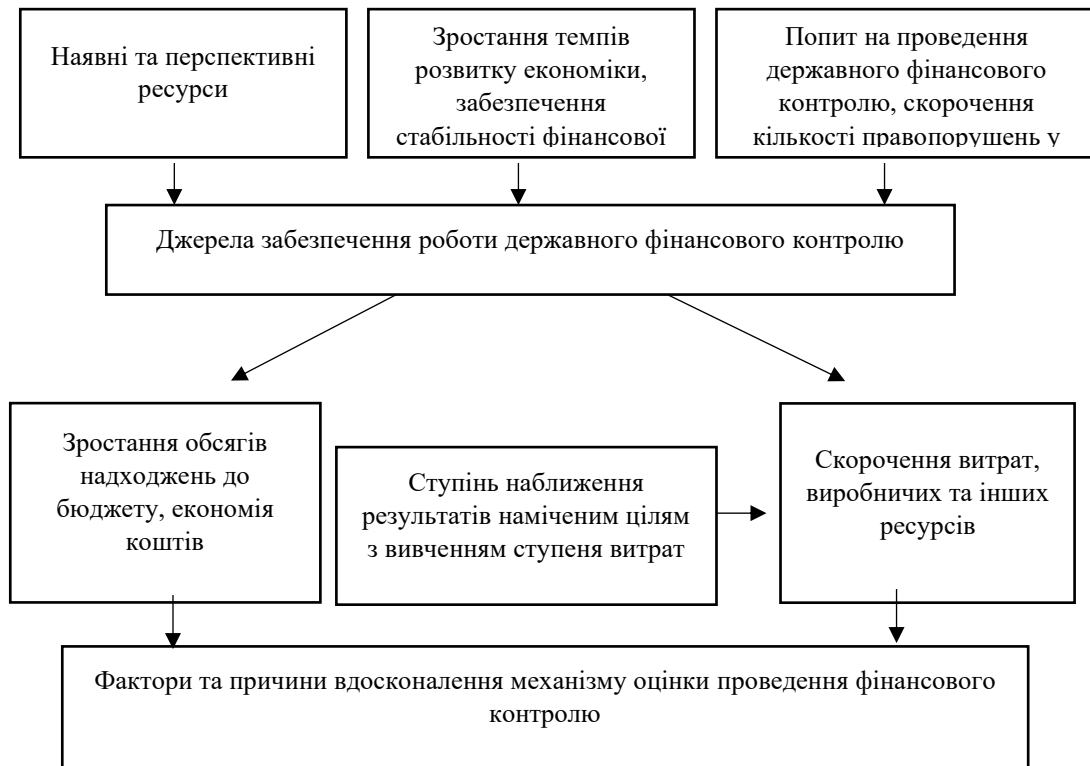 Наявні та перспективні
ресурси
Зростання темпів
розвитку економіки,
забезпечення
стабільності фінансової
Попит на проведення
державного фінансового
контролю, скорочення
кількості правопорушень у
Джерела забезпечення роботи державного фінансового контролю
Зростання обсягів
надходжень до
бюджету, економія
коштів
Ступінь наближення
результатів наміченим цілям
з вивченням ступеня витрат
Скорочення витрат,
виробничих та інших
ресурсів
Фактори та причини вдосконалення механізму оцінки проведення фінансового
контролю